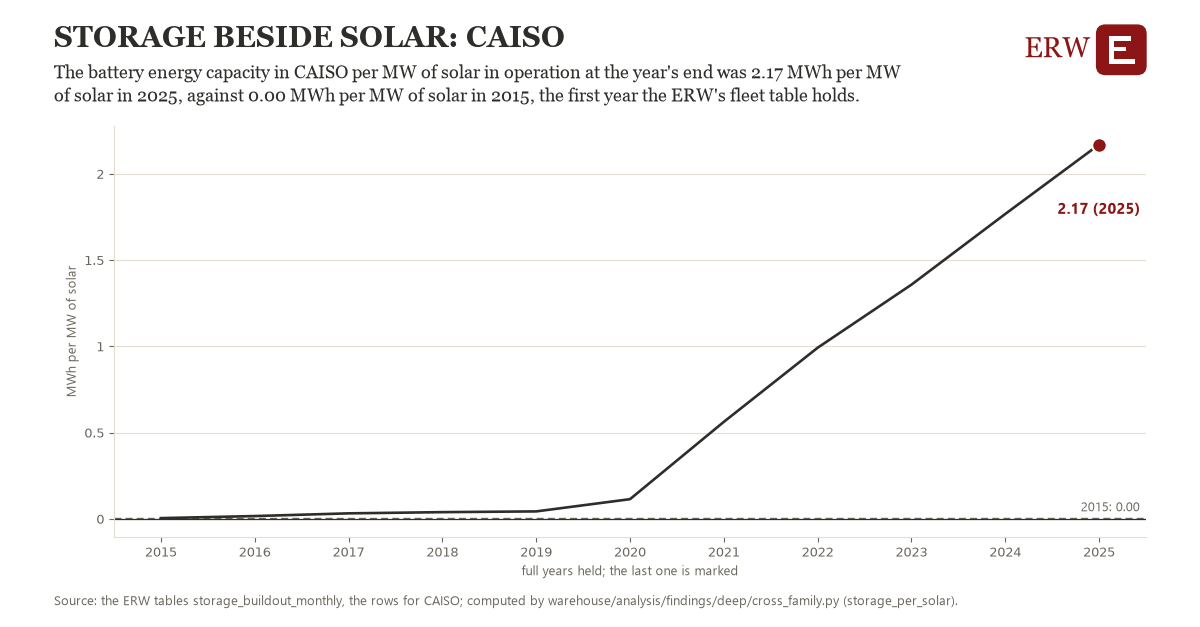 STORAGE BESIDE SOLAR: CAISO
ERW E
The battery energy capacity in CAISO per MW of solar in operation at the year's end was 2.17 MWh per MW
of solar in 2025, against 0.00 MWh per MW of solar in 2015, the first year the ERW's fleet table holds.
MWh per MW of solar
2
1.5
1
0.5
0
2.17 (2025)
2015: 0.00
2015 2016 2017 2018 2019 2020 2021 2022 2023 2024 2025
full years held; the last one is marked
Source: the ERW tables storage_buildout_monthly, the rows for CAISO; computed by warehouse/analysis/findings/deep/cross_family.py (storage_per_solar).